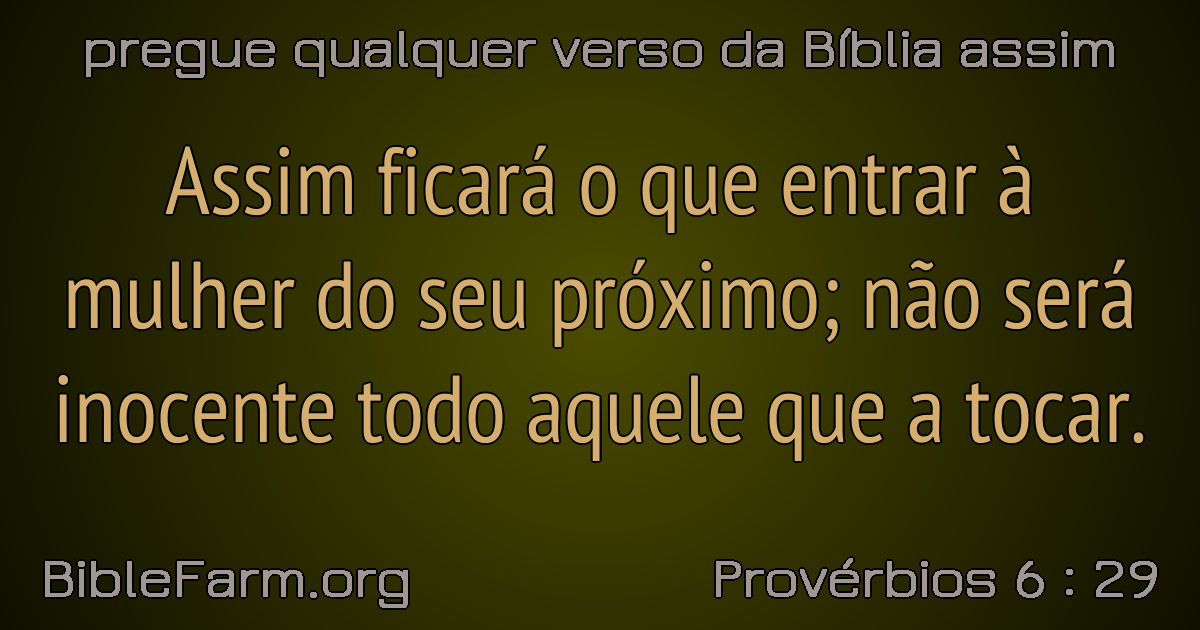 pregue qualquer verso da Bíblia assim
Assim ficará o que entrar à
mulher do seu próximo; não será
inocente todo aquele que a tocar.
BibleFarm.org
Provérbios 6 : 29